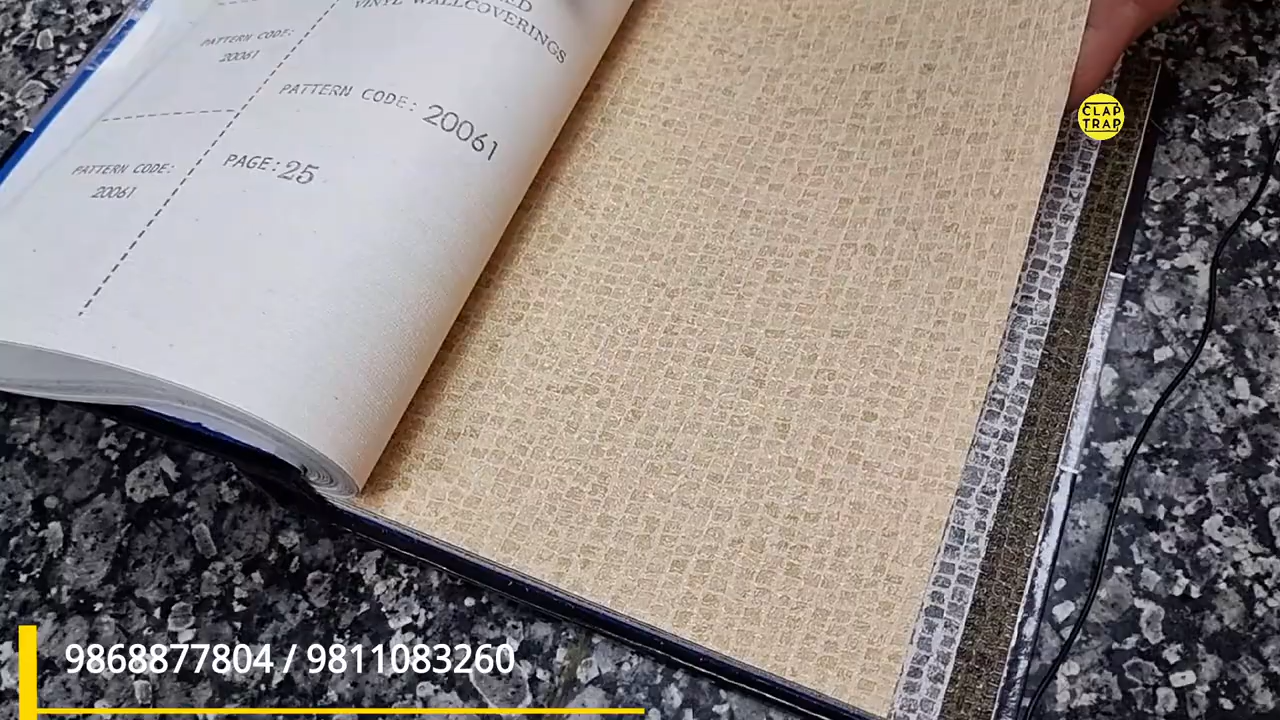 VINYL WALLCOVERINGS
PATTERN CODE:
20061
PATTERN CODE: 20061
PAGE: 25
PATTERN CODE:
20061
CLAP
TRAP
9868877804 / 9811083260